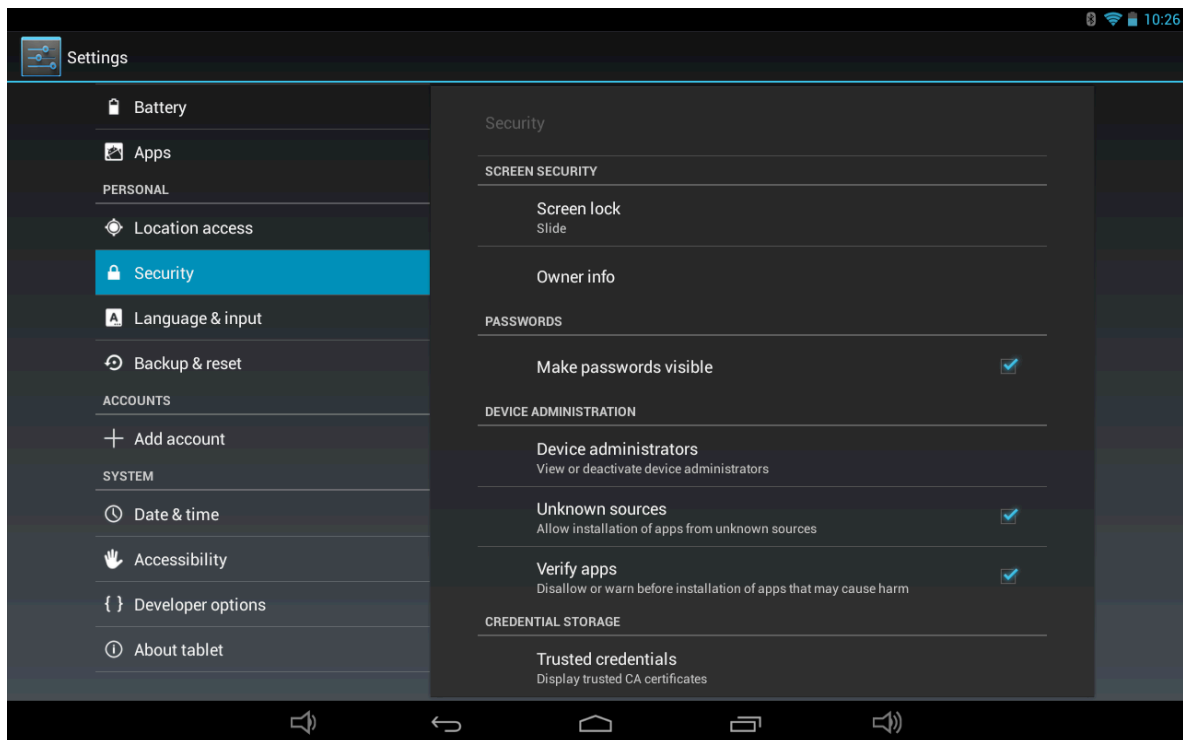 10:26
Settings
Battery
Apps
PERSONAL
Location access
Security
Language & input
Backup & reset
ACCOUNTS
Add account
SYSTEM
Date & time
Accessibility
{ } Developer options
About tablet
Security
SCREEN SECURITY
Screen lock
Slide
Owner info
PASSWORDS
Make passwords visible
DEVICE ADMINISTRATION
Device administrators
View or deactivate device administrators
Unknown sources
Allow installation of apps from unknown sources
Verify apps
Disallow or warn before installation of apps that may cause harm
CREDENTIAL STORAGE
Trusted credentials
Display trusted CA certificates